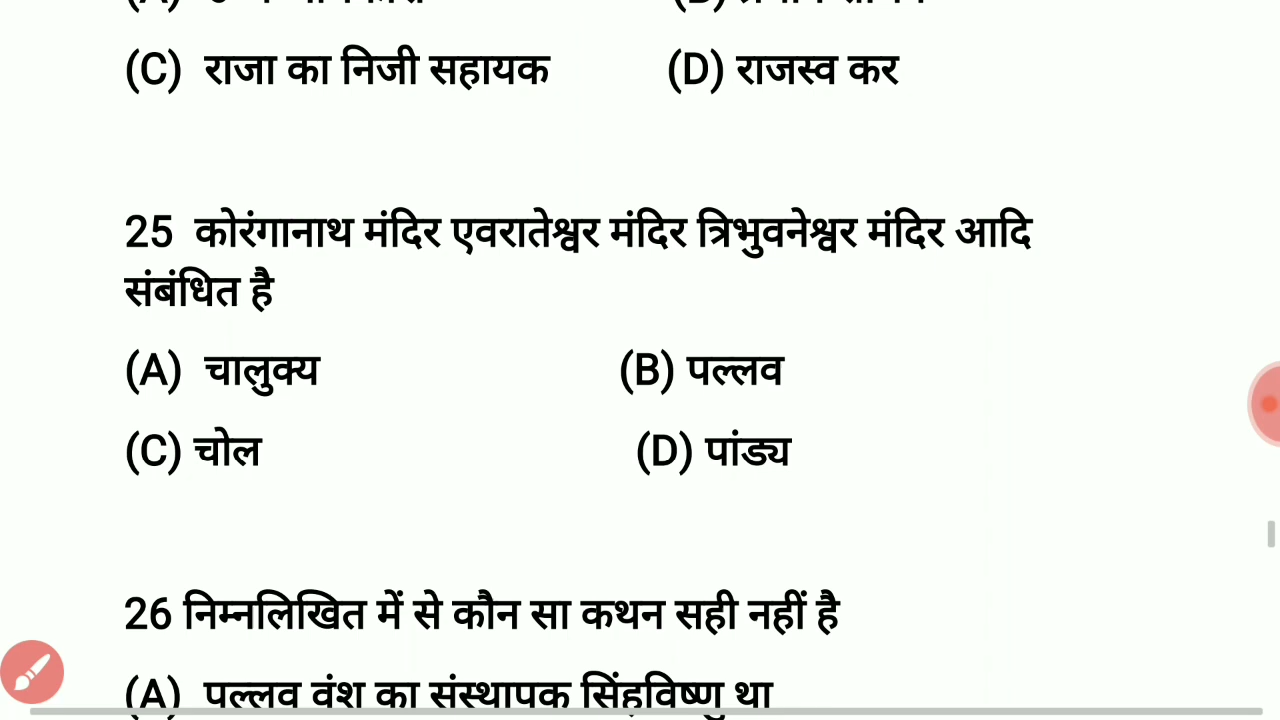 (C) राजा का निजी सहायक (D) राजस्व कर
25 कोरंगानाथ मंदिर एवरातेश्वर मंदिर त्रिभुवनेश्वर मंदिर आदि
संबंधित है
(A) चालुक्य (B) पल्लव
(C) चोल (D) पांड्य
26 निम्नलिखित में से कौन सा कथन सही नहीं है
(A) पल्लव वंश का संस्थापक सिंहविष्णु था